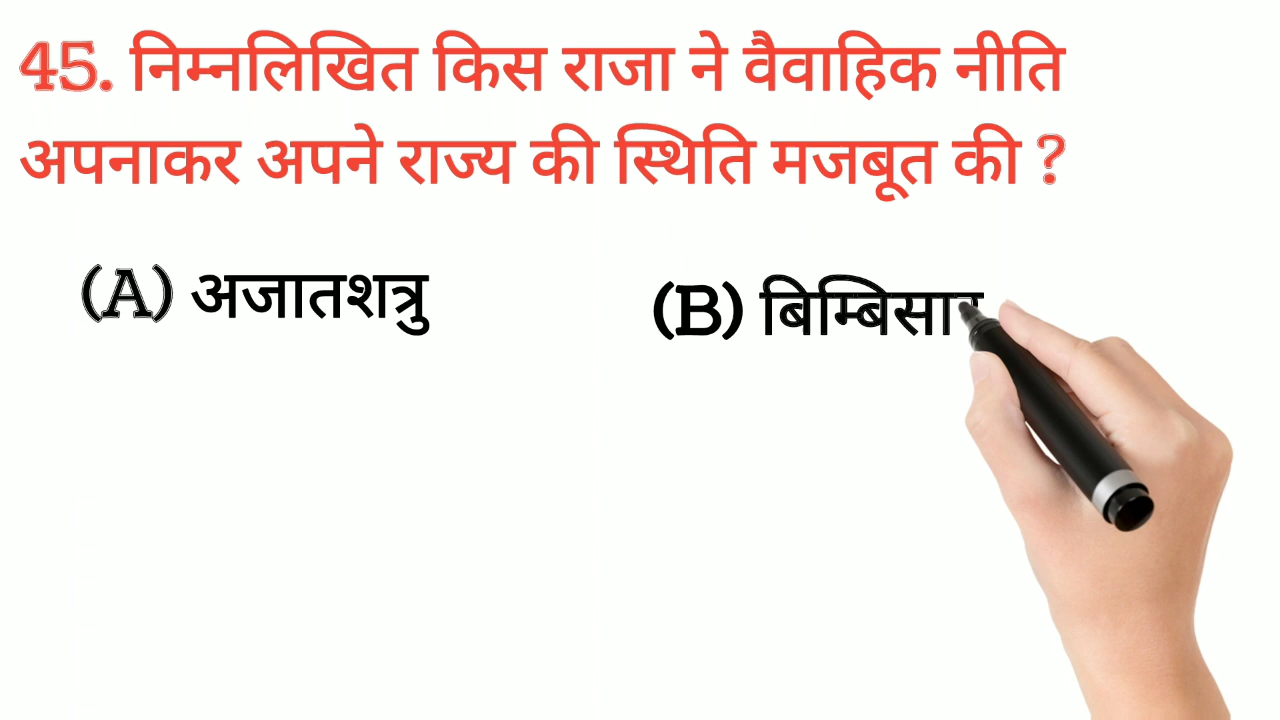 45. निम्नलिखित किस राजा ने वैवाहिक नीति
अपनाकर अपने राज्य की स्थिति मजबूत की ?
(A) अजातशत्रु (B) बिम्बिसार